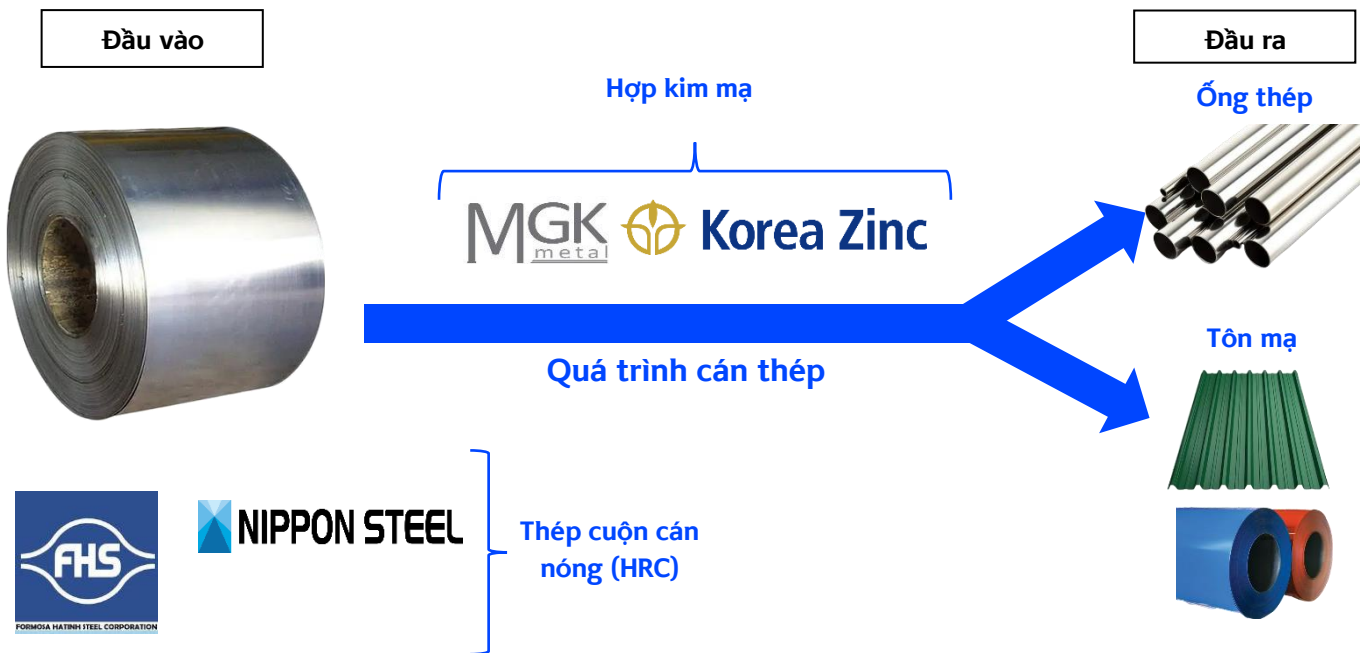 Đầu vào
Đầu ra
Hợp kim mạ
Ống thép
MGK
metal
Korea Zinc
Quá trình cán thép
Tôn mạ
FHS
FORMOSA HATINH STEEL CORPORATION
NIPPON STEEL
Thép cuộn cán
nóng (HRC)